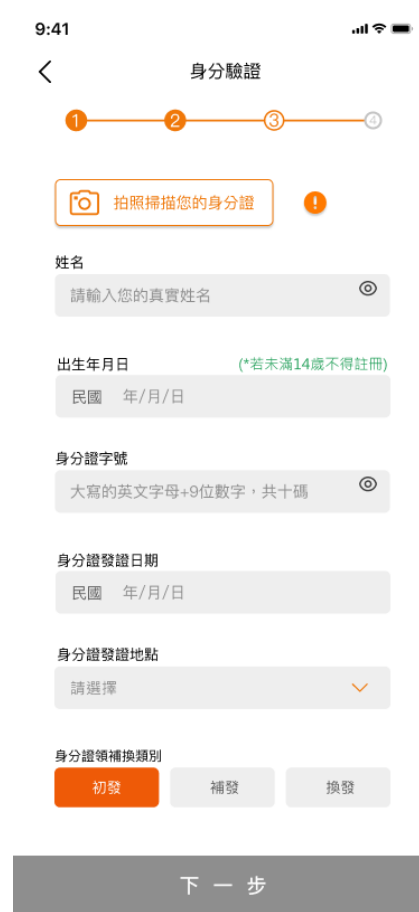 9:41
身分驗證
1 2 3 4
拍照掃描您的身分證 !
姓名
請輸入您的真實姓名
出生年月日 (*若未滿14歲不得註冊)
民國 年/月/日
身分證字號
大寫的英文字母+9位數字，共十碼
身分證發證日期
民國 年/月/日
身分證發證地點
請選擇
身分證領補換類別
初發 補發 換發
下一步